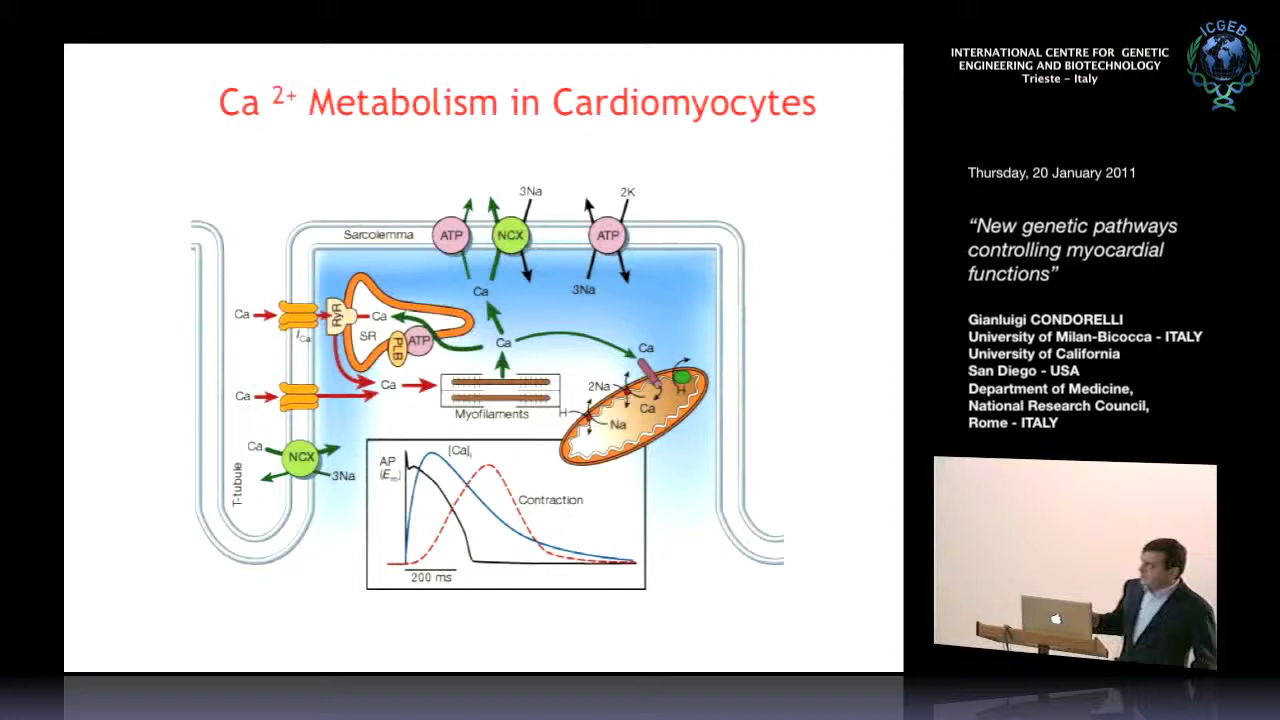 Ca 2+ Metabolism in Cardiomyocytes
3Na
2K
Sarcolemma
ATP
NCX
ATP
Ca
3Na
Ca
RyR
Ca
ICa
SR
PLB
ATP
Ca
Ca
Ca
Ca
Myofilaments
2Na
H
Ca
H
Na
Ca
NCX
3Na
T-tubule
AP
(Em)
[Ca]i
Contraction
200 ms
ICGEB
INTERNATIONAL CENTRE FOR GENETIC
ENGINEERING AND BIOTECHNOLOGY
Trieste - Italy
Thursday, 20 January 2011
“New genetic pathways
controlling myocardial
functions”
Gianluigi CONDORELLI
University of Milan-Bicocca - ITALY
University of California
San Diego - USA
Department of Medicine,
National Research Council,
Rome - ITALY